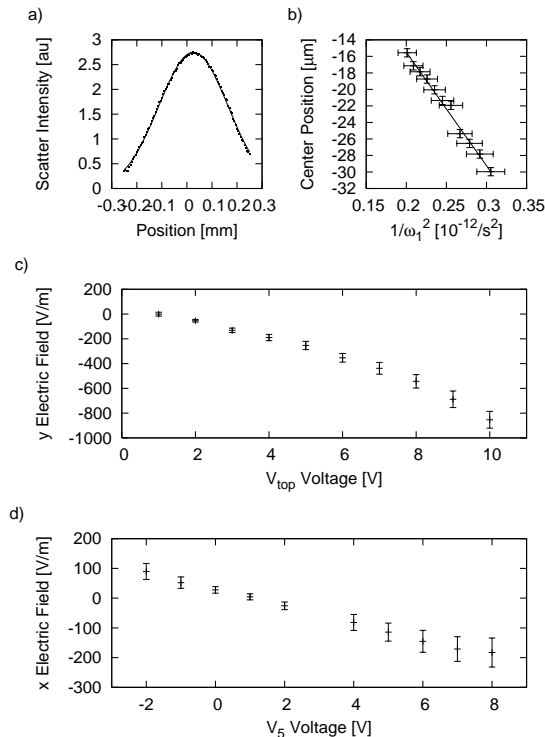 a)
Scatter Intensity [au]
3
2.5
2
1.5
1
0.5
0
-0.3 -0.2 -0.1 0 0.1 0.2 0.3
Position [mm]
b)
Center Position [μm]
-14
-16
-18
-20
-22
-24
-26
-28
-30
-32
0.15 0.2 0.25 0.3 0.35
1/ω₁² [10⁻¹²/s²]
c)
y Electric Field [V/m]
200
0
-200
-400
-600
-800
-1000
0 2 4 6 8 10
V_top Voltage [V]
d)
x Electric Field [V/m]
200
100
0
-100
-200
-300
-2 0 2 4 6 8
V₅ Voltage [V]